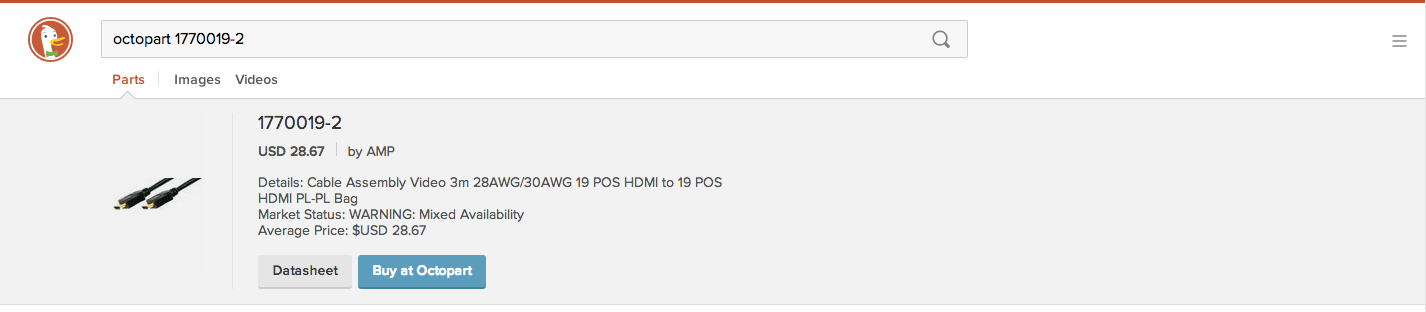 octopart 1770019-2
Parts Images Videos
1770019-2
USD 28.67 by AMP
Details: Cable Assembly Video 3m 28AWG/30AWG 19 POS HDMI to 19 POS
HDMI PL-PL Bag
Market Status: WARNING: Mixed Availability
Average Price: $USD 28.67
Datasheet Buy at Octopart